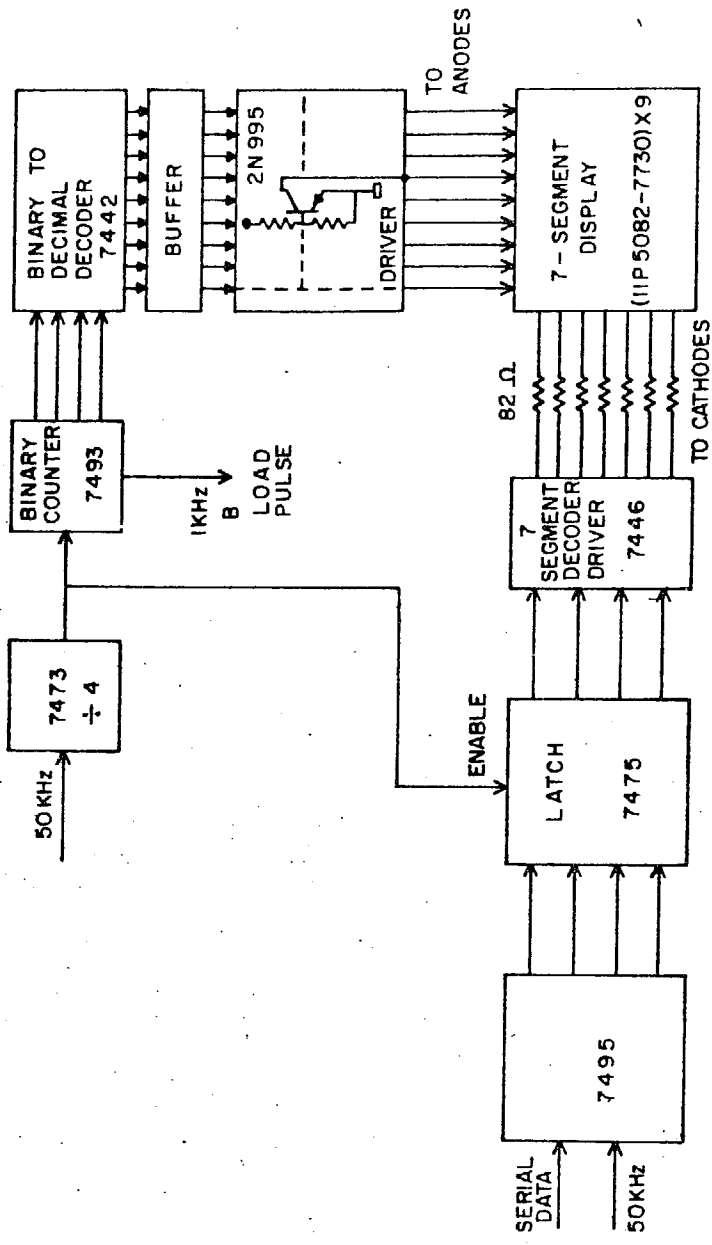 50KHz
7473
÷ 4
BINARY
COUNTER
7493
BINARY TO
DECIMAL
DECODER
7442
1KHz
B
LOAD
PULSE
BUFFER
2N995
DRIVER
TO
ANODES
SERIAL
DATA
50KHz
7495
ENABLE
LATCH
7475
7
SEGMENT
DECODER
DRIVER
7446
82 Ω
TO CATHODES
7-SEGMENT
DISPLAY
(11P5082-7730)X9